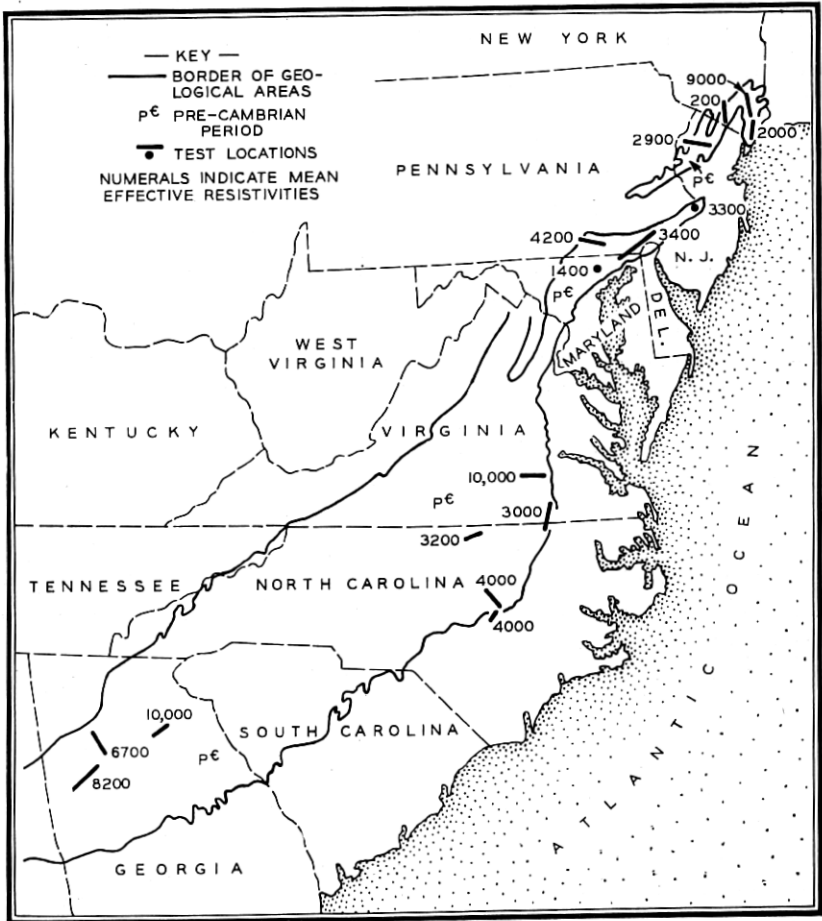 — KEY —
BORDER OF GEO-
LOGICAL AREAS
P€ PRE-CAMBRIAN
PERIOD
TEST LOCATIONS
NUMERALS INDICATE MEAN
EFFECTIVE RESISTIVITIES
NEW YORK
9000
200
2000
2900
PENNSYLVANIA
P€
3300
3400
4200
N. J.
1400
P€
DEL.
MARYLAND
WEST
VIRGINIA
KENTUCKY
VIRGINIA
10,000
P€
3000
3200
TENNESSEE
NORTH CAROLINA
4000
4000
10,000
SOUTH CAROLINA
6700
P€
8200
GEORGIA
ATLANTIC
OCEAN